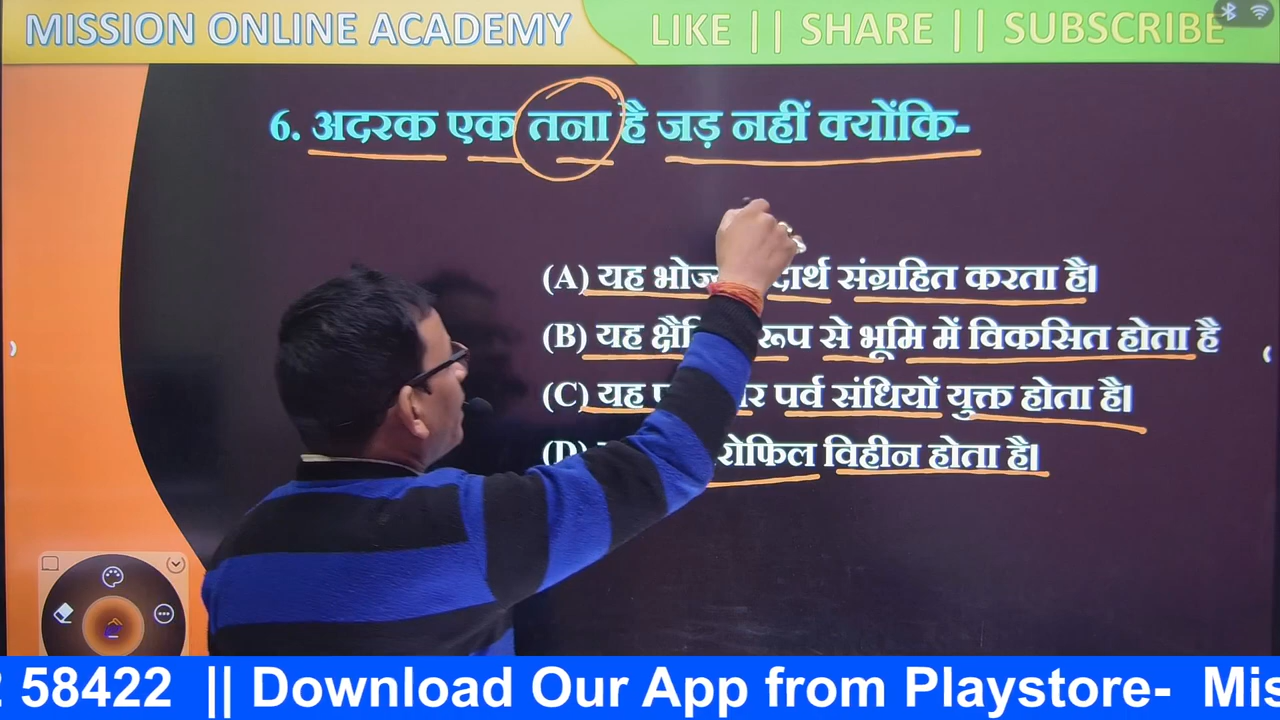 MISSION ONLINE ACADEMY LIKE || SHARE || SUBSCRIBE
6. अदरक एक तना है जड़ नहीं क्योंकि-
(A) यह संग्रहित करता है।
(B) यह रूप से भूमि में विकसित होता है
(C) यह पर्व संधियों युक्त होता है।
(D) विहीन होता है।
58422 || Download Our App from Playstore-